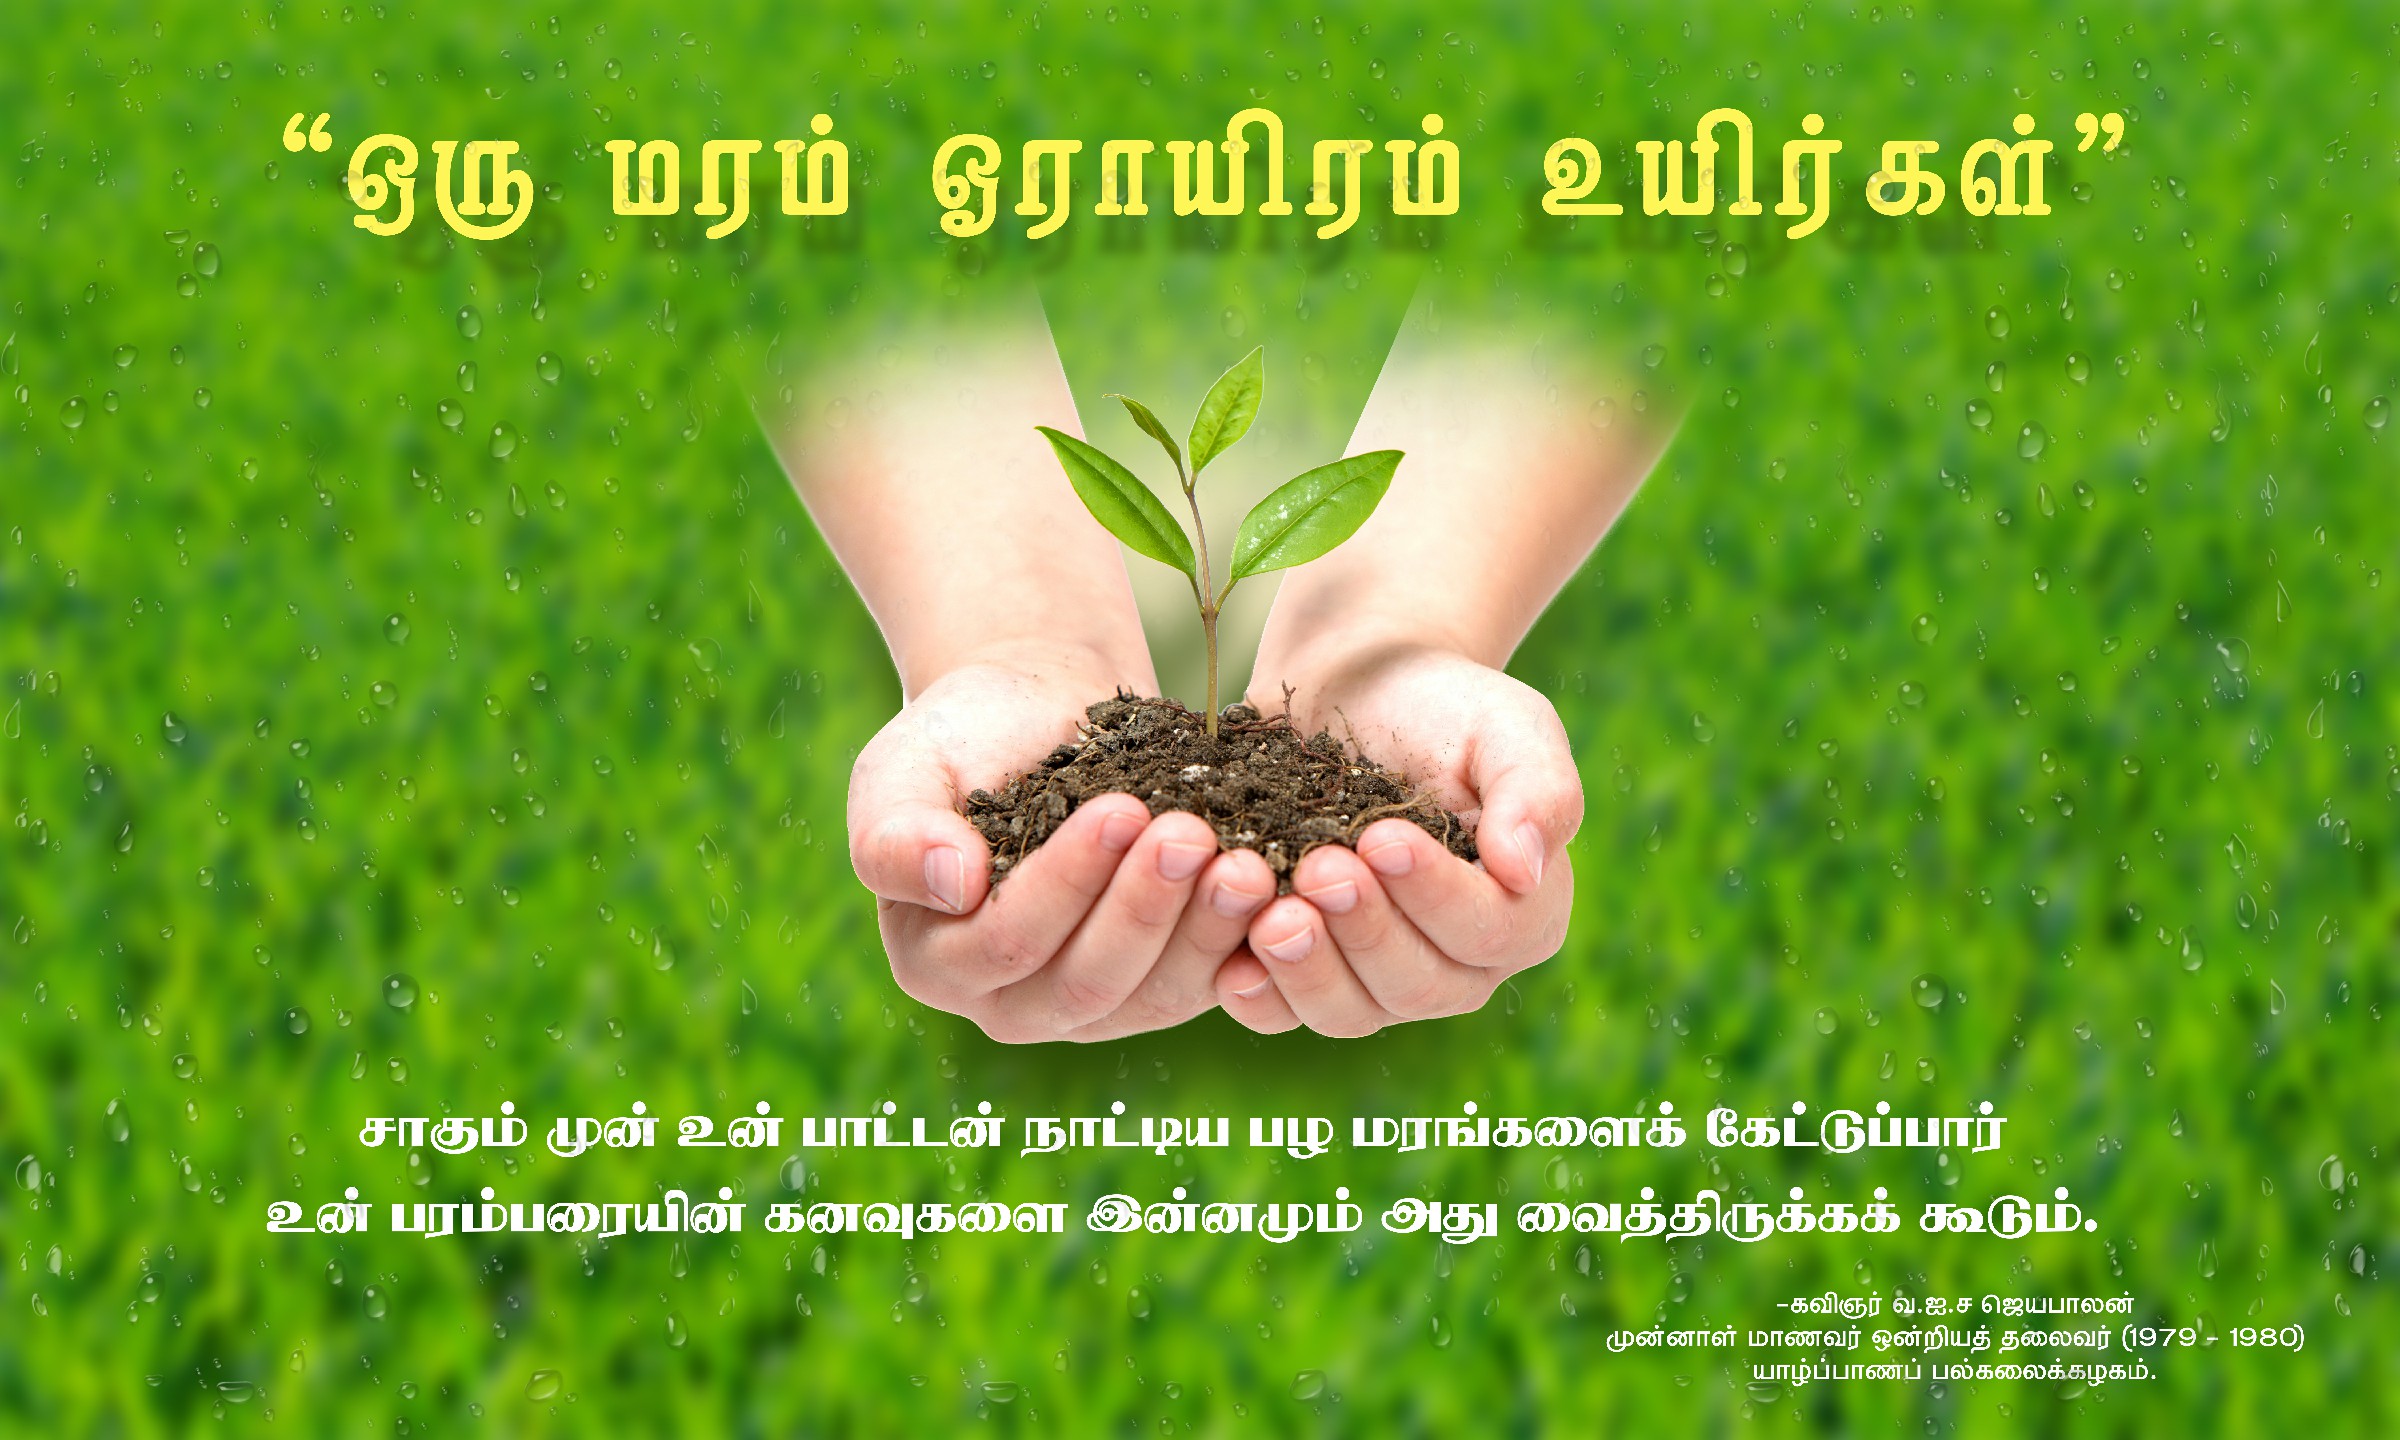 “ஒரு மரம் ஓராயிரம் உயிர்கள்”
சாகும் முன் உன் பாட்டன் நாட்டிய பழ மரங்களைக் கேட்டுப்பார்
உன் பரம்பரையின் கனவுகளை இன்னமும் அது வைத்திருக்கக் கூடும்.
-கவிஞர் வ.ஐ.ச ஜெயபாலன்
முன்னாள் மாணவர் ஒன்றியத் தலைவர் (1979 - 1980)
யாழ்ப்பாணப் பல்கலைக்கழகம்.